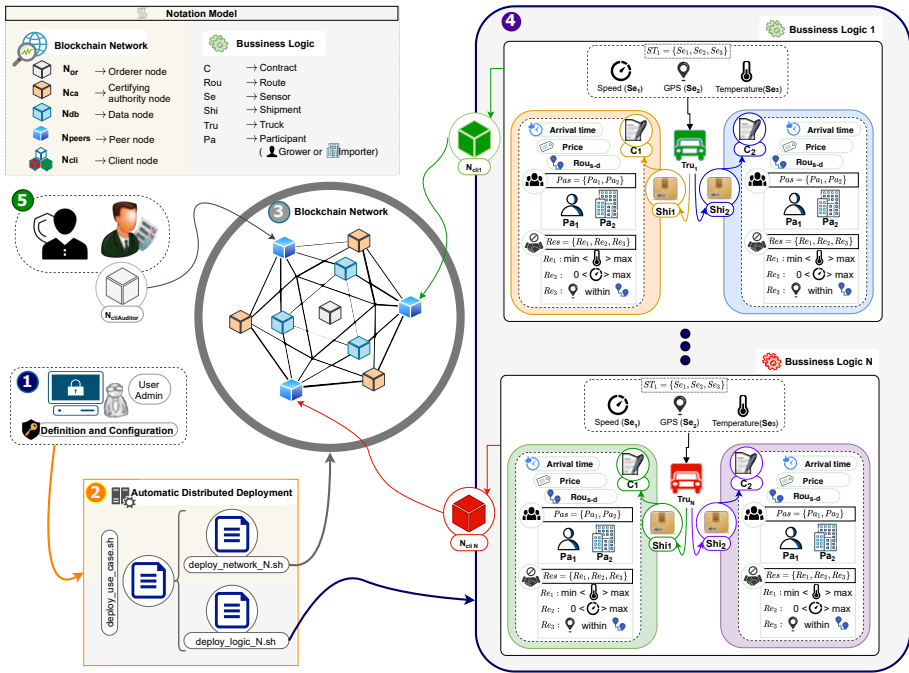 Notation Model
Blockchain Network
Nor → Orderer node
Nca → Certifying authority node
Ndb → Data node
Npeers → Peer node
Ncli → Client node
Bussiness Logic
C → Contract
Rou → Route
Se → Sensor
Shi → Shipment
Tru → Truck
Pa → Participant
( Grower or Importer)
5
NcliAuditor
3 Blockchain Network
1
User
Admin
Definition and Configuration
2 Automatic Distributed Deployment
deploy_use_case.sh
deploy_network_N.sh
deploy_logic_N.sh
Ncli1
Ncli N
4
Bussiness Logic 1
ST1 = {Se1, Se2, Se3}
Speed (Se1) GPS (Se2) Temperature(Se3)
Arrival time
Price
Rous-d
C1
Pas = {Pa1, Pa2}
Pa1 Pa2
Res = {Re1, Re2, Re3}
Re1 : min < > max
Re2 : 0 < > max
Re3 : within
Tru1
Shi1
Shi2
C2
Arrival time
Price
Rous-d
Pas = {Pa1, Pa2}
Pa1 Pa2
Res = {Re1, Re2, Re3}
Re1 : min < > max
Re2 : 0 < > max
Re3 : within
Bussiness Logic N
ST1 = {Se1, Se2, Se3}
Speed (Se1) GPS (Se2) Temperature(Se3)
Arrival time
Price
Rous-d
C1
Pas = {Pa1, Pa2}
Pa1 Pa2
Res = {Re1, Re2, Re3}
Re1 : min < > max
Re2 : 0 < > max
Re3 : within
TruN
Shi1
Shi2
C2
Arrival time
Price
Rous-d
Pas = {Pa1, Pa2}
Pa1 Pa2
Res = {Re1, Re2, Re3}
Re1 : min < > max
Re2 : 0 < > max
Re3 : within